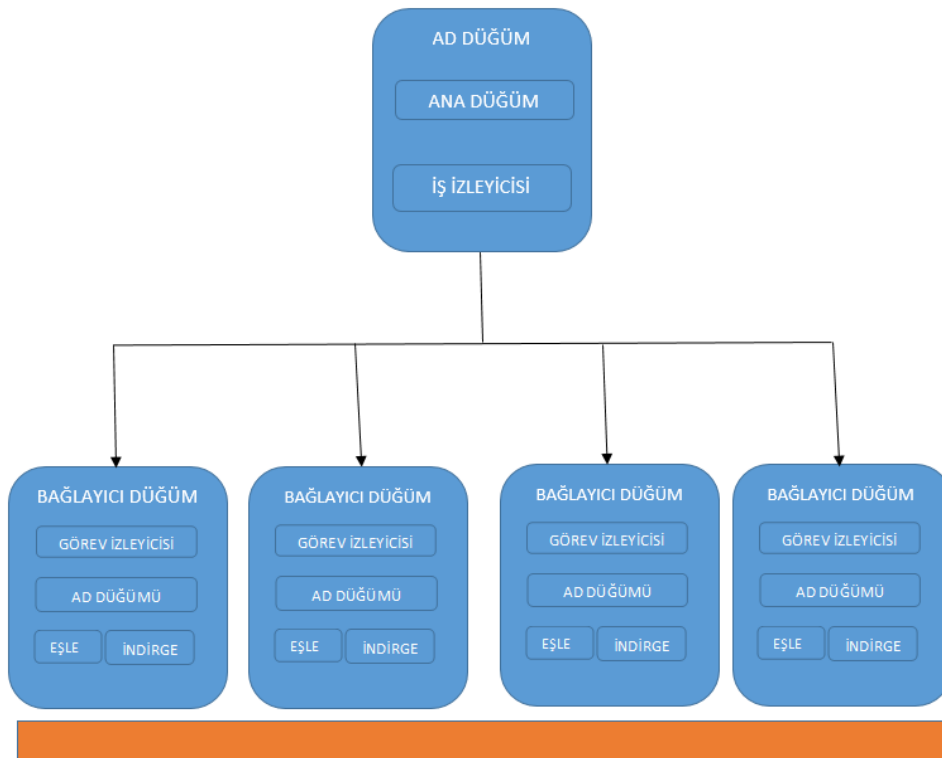 AD DÜĞÜM
ANA DÜĞÜM
İŞ İZLEYİCİSİ
BAĞLAYICI DÜĞÜM
GÖREV İZLEYİCİSİ
AD DÜĞÜMÜ
EŞLE
İNDİRGE
BAĞLAYICI DÜĞÜM
GÖREV İZLEYİCİSİ
AD DÜĞÜMÜ
EŞLE
İNDİRGE
BAĞLAYICI DÜĞÜM
GÖREV İZLEYİCİSİ
AD DÜĞÜMÜ
EŞLE
İNDİRGE
BAĞLAYICI DÜĞÜM
GÖREV İZLEYİCİSİ
AD DÜĞÜMÜ
EŞLE
İNDİRGE